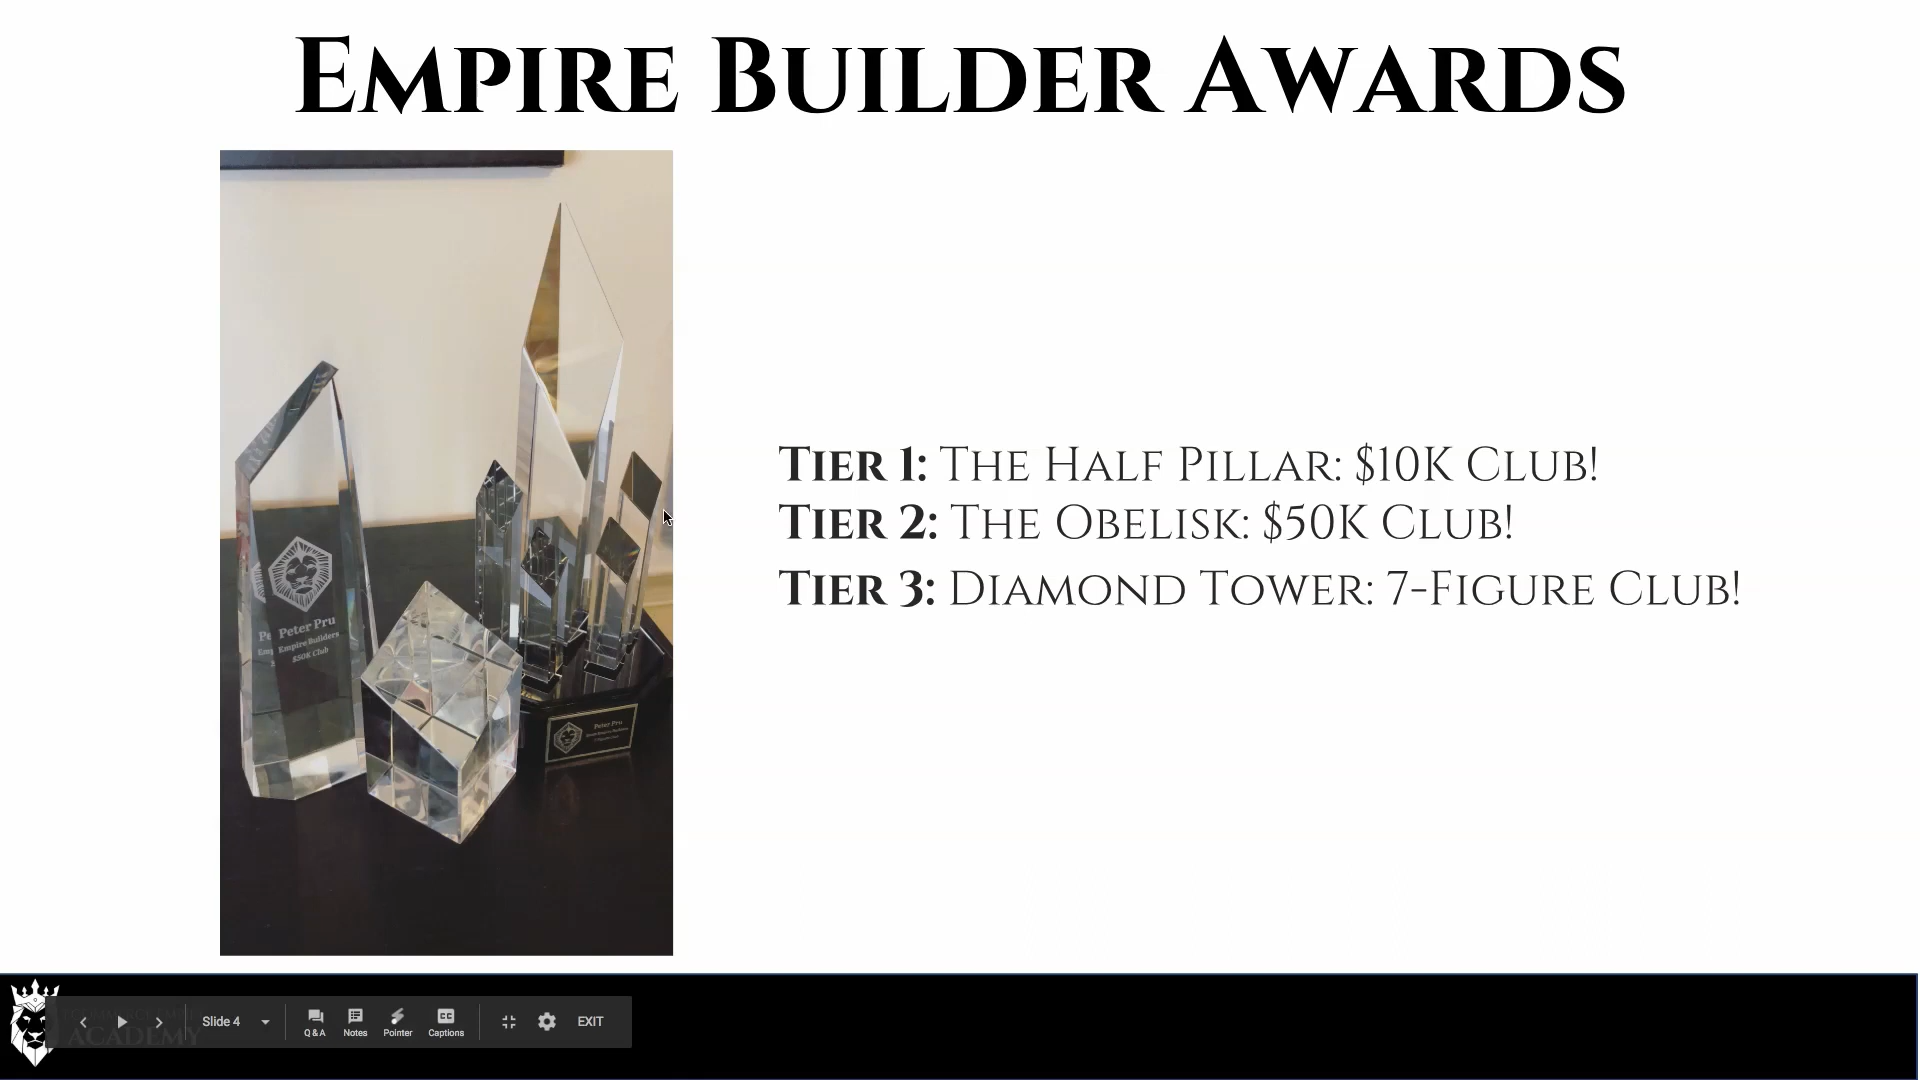 Empire Builder Awards
Tier 1: The Half Pillar: $10K Club!
Tier 2: The Obelisk: $50K Club!
Tier 3: Diamond Tower: 7-Figure Club!
Peter Pru
Empire Builders
$50K Club
Peter Pru
ACADEMY
Slide 4
Q&A
Notes
Pointer
Captions
EXIT